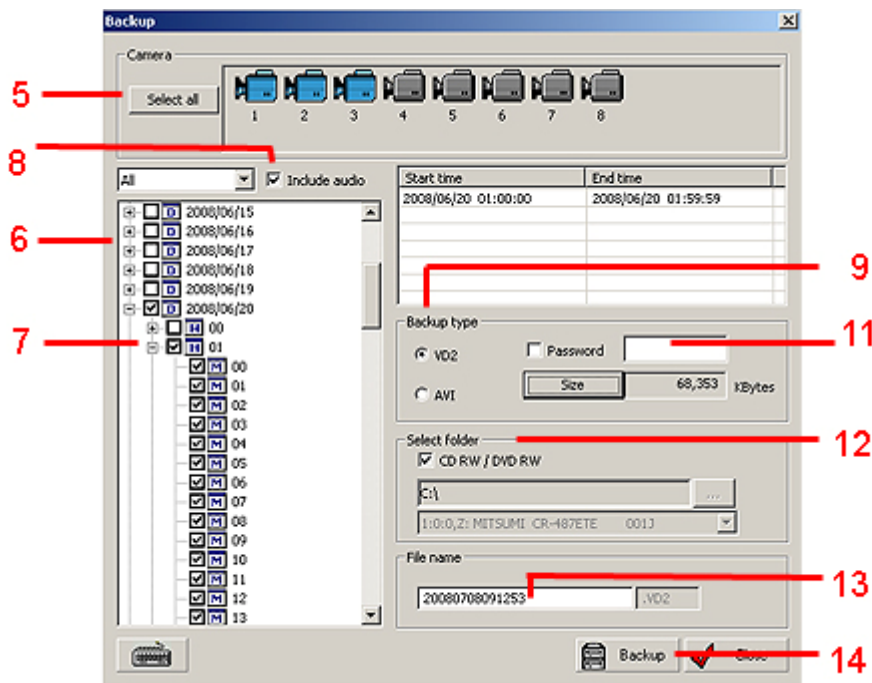 Backup
Camera
5
Select all
1 2 3 4 5 6 7 8
8
All
Include audio
Start time End time
2008/06/20 01:00:00 2008/06/20 01:59:59
6
2008/06/15
2008/06/16
2008/06/17
2008/06/18
2008/06/19
2008/06/20
7
D
D
D
D
D
D
H 00
H 01
M 00
M 01
M 02
M 03
M 04
M 05
M 06
M 07
M 08
M 09
M 10
M 11
M 12
M 13
9
Backup type
VD2
Password
11
AVI
Size
68,353 KBytes
Select folder
12
CD RW / DVD RW
C:\
...
1:0:0,Z: MITSUMI CR-487ETE 001J
File name
13
20080708091253 .VD2
Backup
Close
14